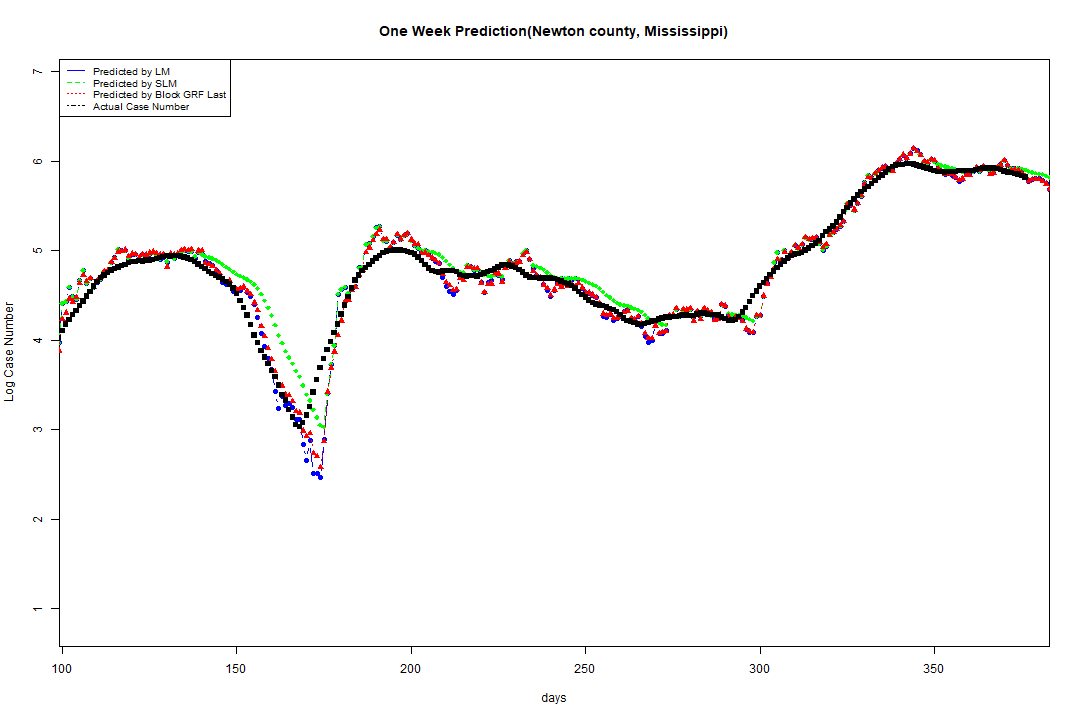 One Week Prediction(Newton county, Mississippi)
Predicted by LM
Predicted by SLM
Predicted by Block GRF Last
Actual Case Number
7
6
5
4
3
2
1
Log Case Number
100 150 200 250 300 350
days